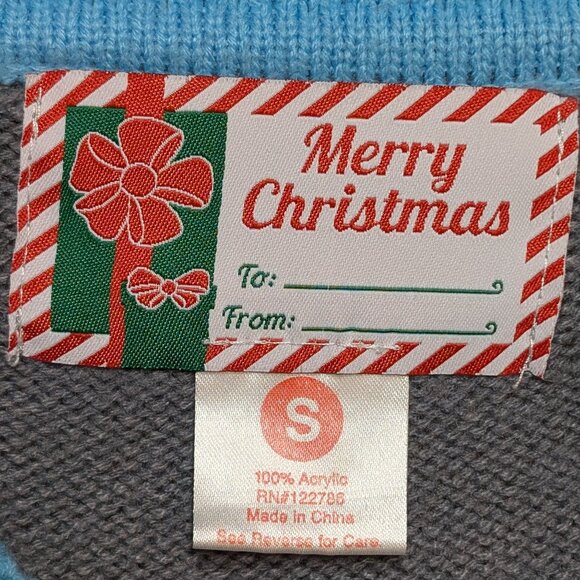 Merry
Christmas
To:
From:
S
100% Acrylic
RN#122786
Made in China
See Reverse for Care.